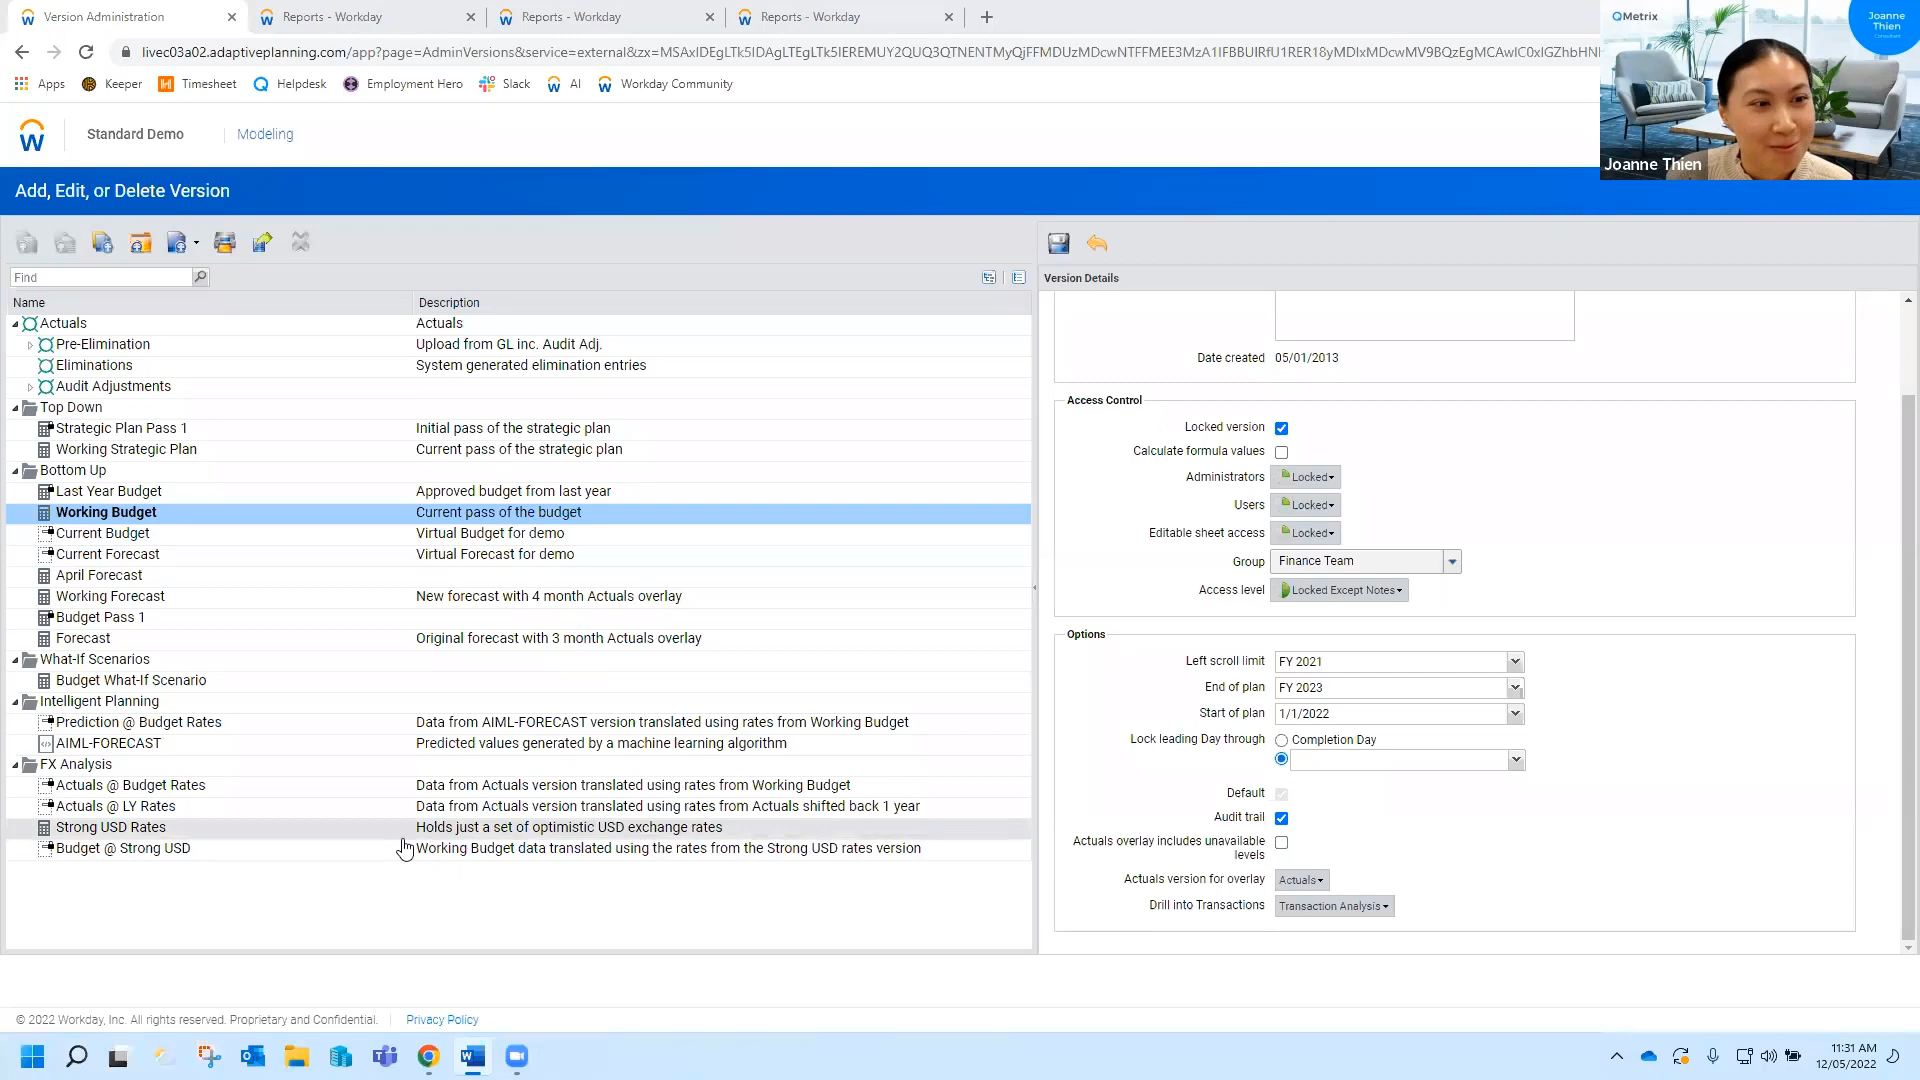 Version Administration
Reports - Workday
Reports - Workday
Reports - Workday
livec03a02.adaptiveplanning.com/app?page=AdminVersions&service=external&zx=
Apps
Keeper
Timesheet
Helpdesk
Employment Hero
Slack
AI
Workday Community
QMetrix
Joanne
Thien
Consultant
Joanne Thien
Standard Demo
Modeling
Add, Edit, or Delete Version
Find
Name Description
Actuals Actuals
Pre-Elimination Upload from GL inc. Audit Adj.
Eliminations System generated elimination entries
Audit Adjustments
Top Down
Strategic Plan Pass 1 Initial pass of the strategic plan
Working Strategic Plan Current pass of the strategic plan
Bottom Up
Last Year Budget Approved budget from last year
Working Budget Current pass of the budget
Current Budget Virtual Budget for demo
Current Forecast Virtual Forecast for demo
April Forecast
Working Forecast New forecast with 4 month Actuals overlay
Budget Pass 1
Forecast Original forecast with 3 month Actuals overlay
What-If Scenarios
Budget What-If Scenario
Intelligent Planning
Prediction @ Budget Rates Data from AIML-FORECAST version translated using rates from Working Budget
AIML-FORECAST Predicted values generated by a machine learning algorithm
FX Analysis
Actuals @ Budget Rates Data from Actuals version translated using rates from Working Budget
Actuals @ LY Rates Data from Actuals version translated using rates from Actuals shifted back 1 year
Strong USD Rates Holds just a set of optimistic USD exchange rates
Budget @ Strong USD Working Budget data translated using the rates from the Strong USD rates version
Version Details
Date created 05/01/2013
Access Control
Locked version
Calculate formula values
Administrators Locked
Users Locked
Editable sheet access Locked
Group Finance Team
Access level Locked Except Notes
Options
Left scroll limit FY 2021
End of plan FY 2023
Start of plan 1/1/2022
Lock leading Day through Completion Day
Default
Audit trail
Actuals overlay includes unavailable
levels
Actuals version for overlay Actuals
Drill into Transactions Transaction Analysis
© 2022 Workday, Inc. All rights reserved. Proprietary and Confidential.
Privacy Policy
11:31 AM
12/05/2022